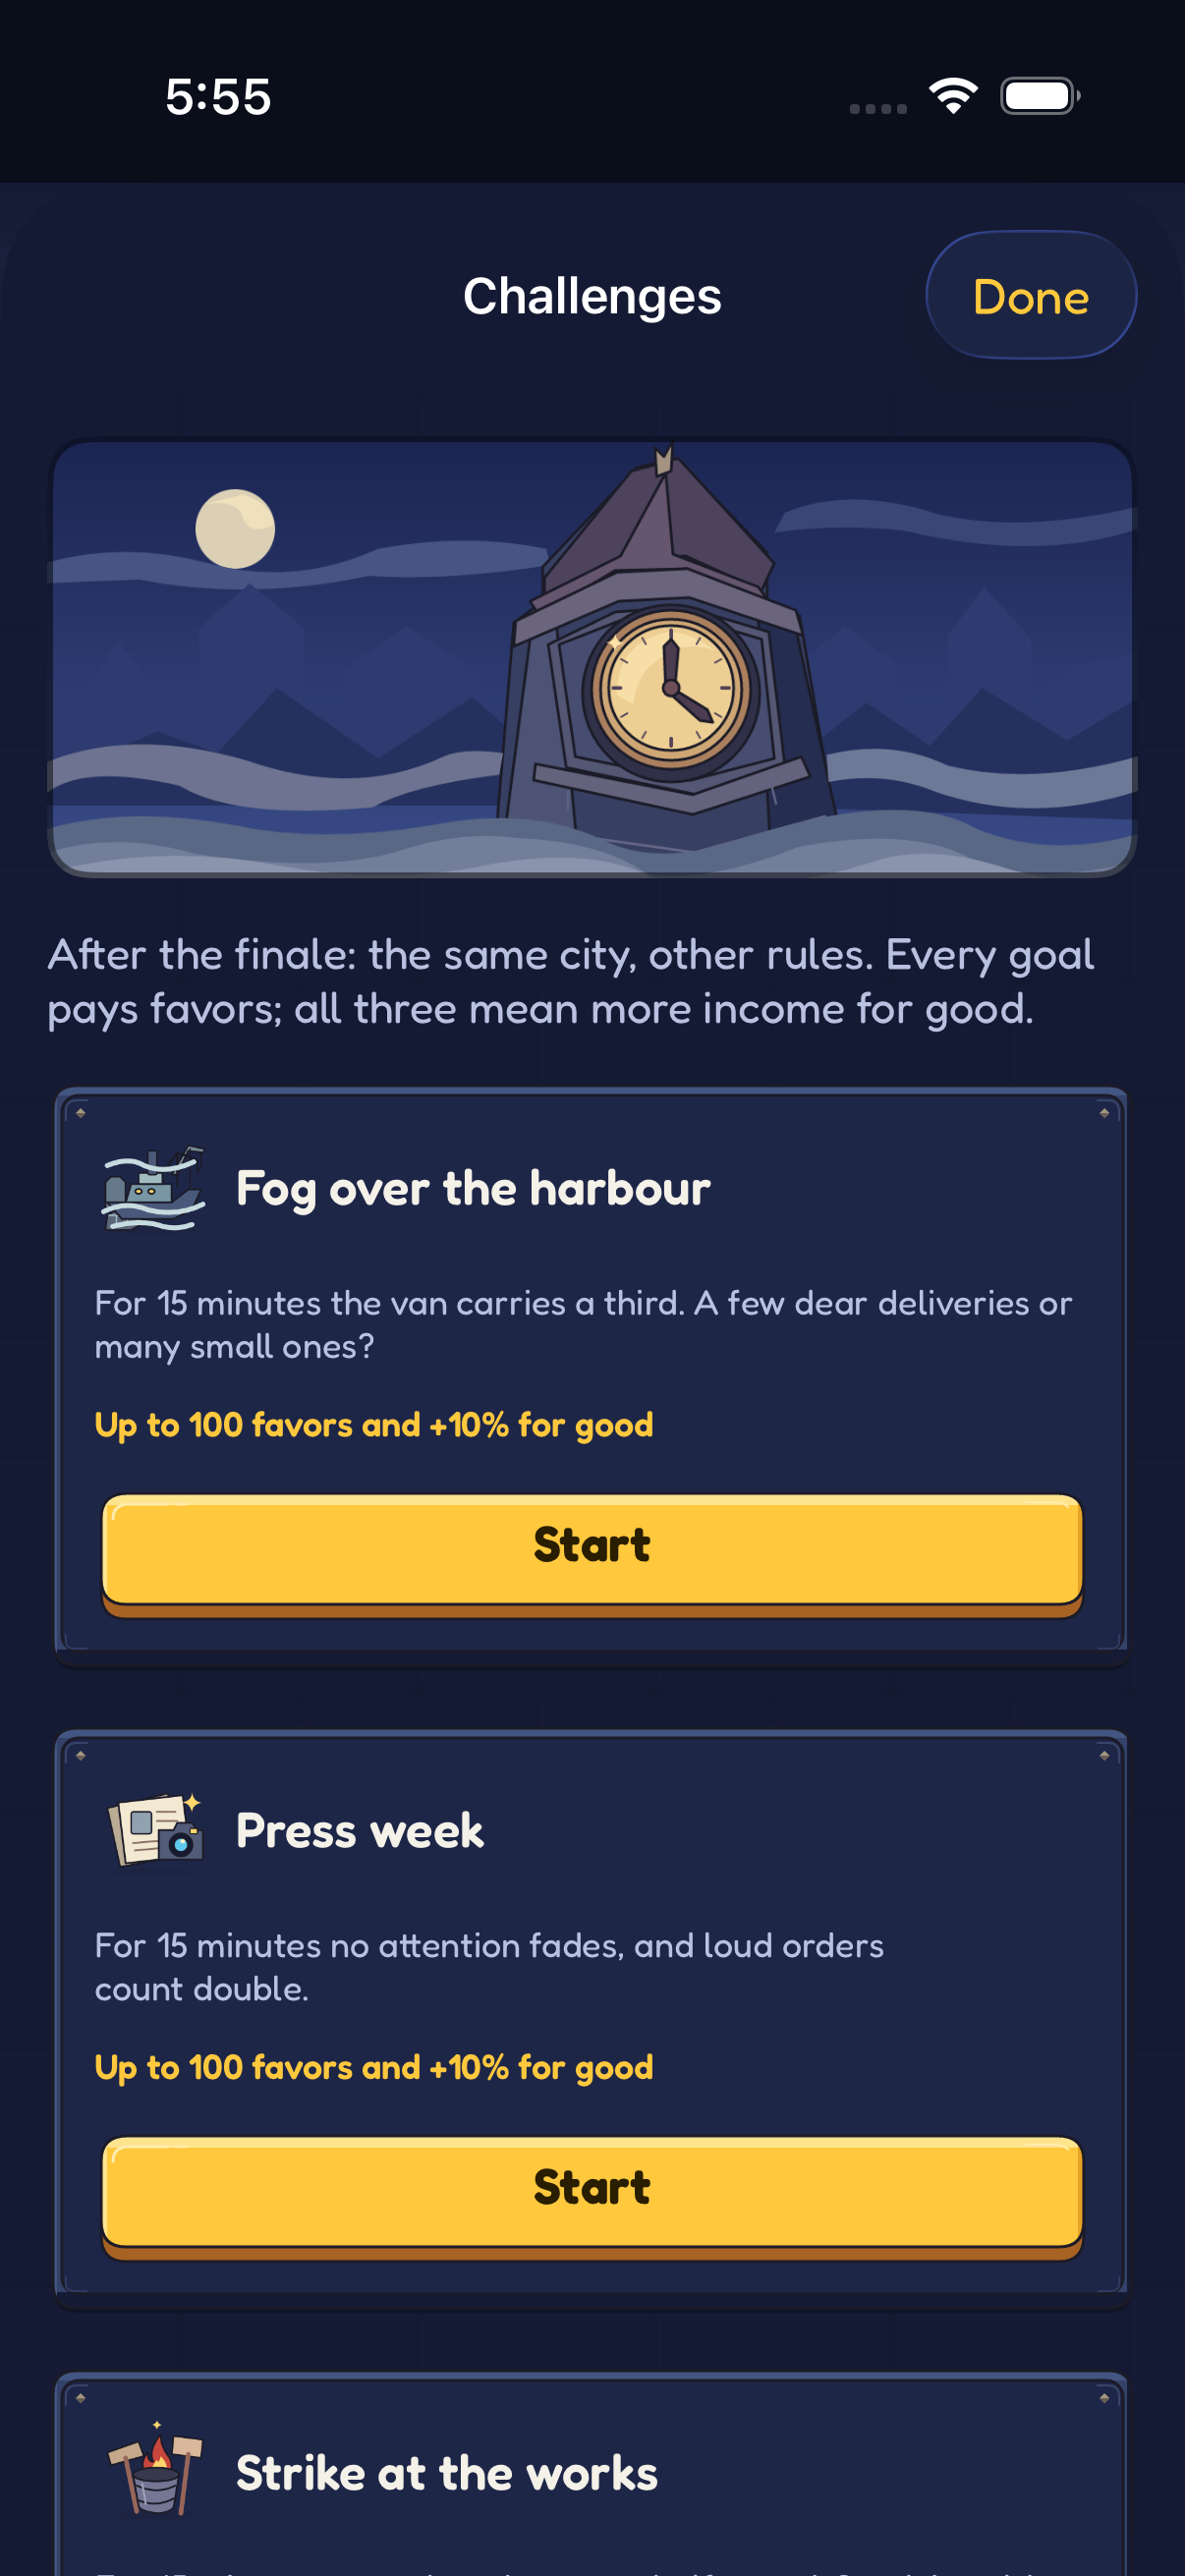 5:55
Challenges
Done
After the finale: the same city, other rules. Every goal
pays favors; all three mean more income for good.
Fog over the harbour
For 15 minutes the van carries a third. A few dear deliveries or
many small ones?
Up to 100 favors and +10% for good
Start
Press week
For 15 minutes no attention fades, and loud orders
count double.
Up to 100 favors and +10% for good
Start
Strike at the works